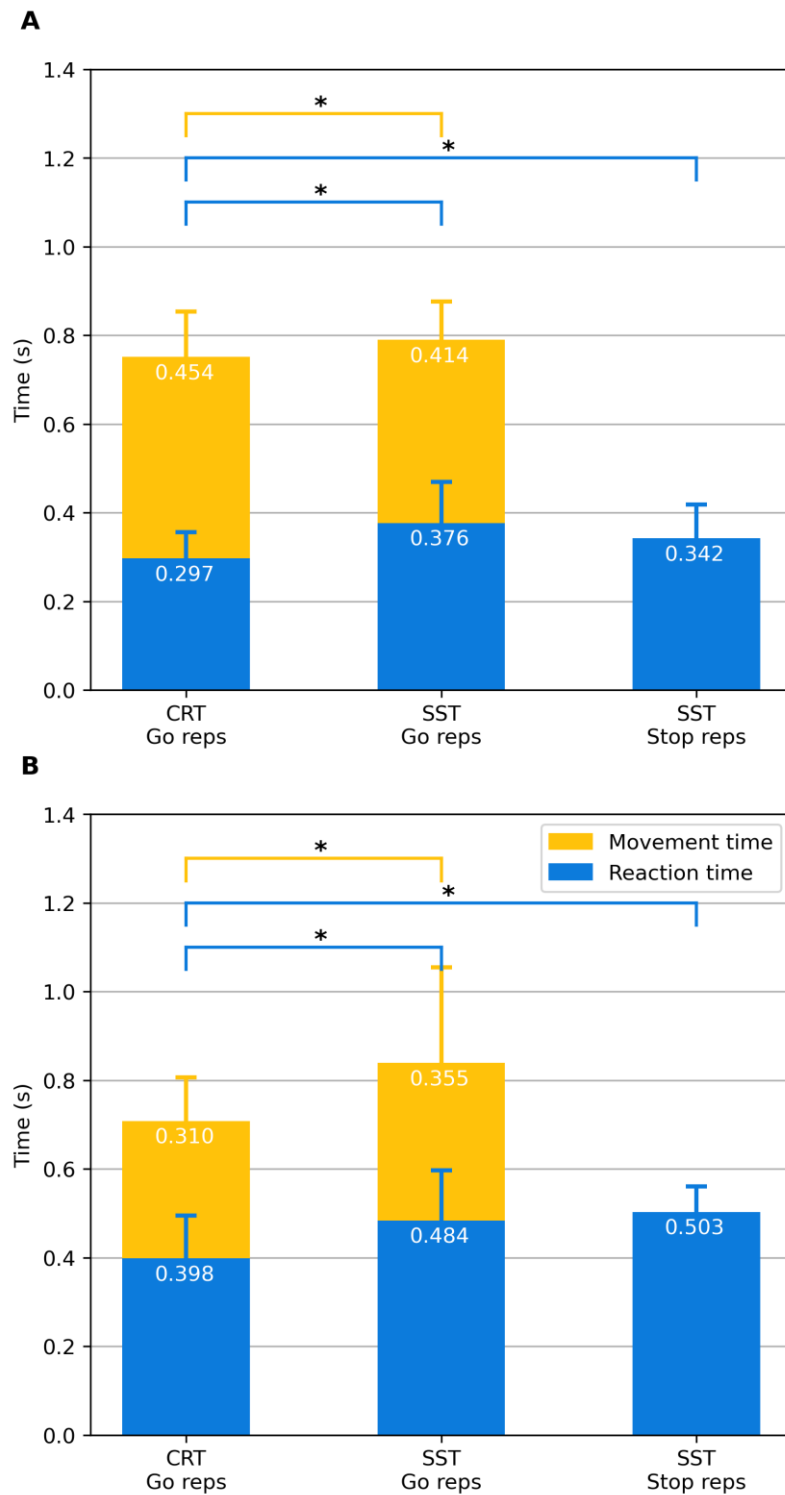 A
1.4
1.2
1.0
0.8
0.6
0.4
0.2
0.0
Time (s)
*
*
*
0.454
0.414
0.297
0.376
0.342
CRT
Go reps
SST
Go reps
SST
Stop reps
B
1.4
1.2
1.0
0.8
0.6
0.4
0.2
0.0
Time (s)
Movement time
Reaction time
*
*
*
0.310
0.355
0.398
0.484
0.503
CRT
Go reps
SST
Go reps
SST
Stop reps